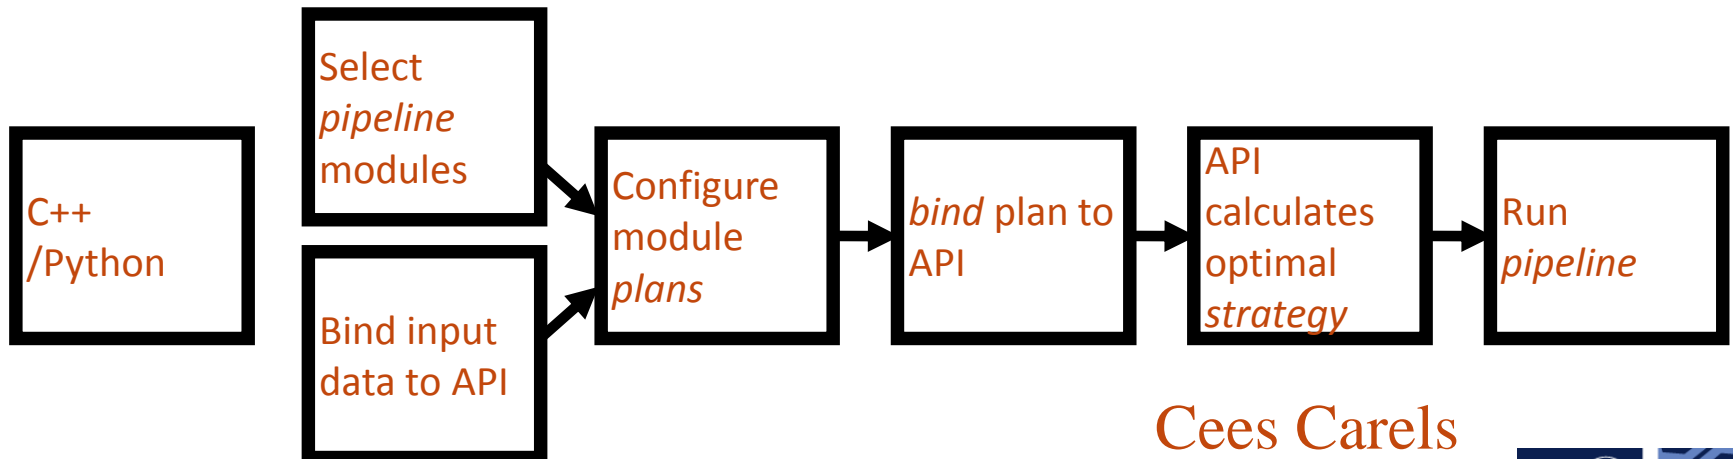 C++
/Python
Select
pipeline
modules
Bind input
data to API
Configure
module
plans
bind plan to
API
API
calculates
optimal
strategy
Run
pipeline
Cees Carels